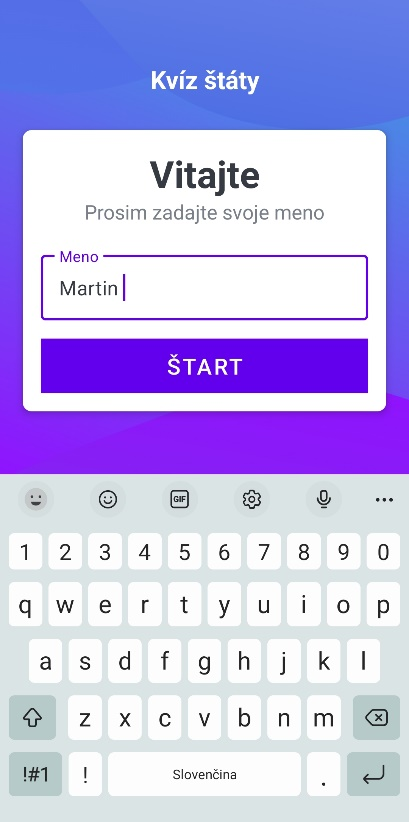 Kvíz štáty
Vitajte
Prosim zadajte svoje meno
Meno
Martin
ŠTART
GIF
1 2 3 4 5 6 7 8 9 0
q w e r t y u i o p
a s d f g h j k l
z x c v b n m
!#1 ! Slovenčina .